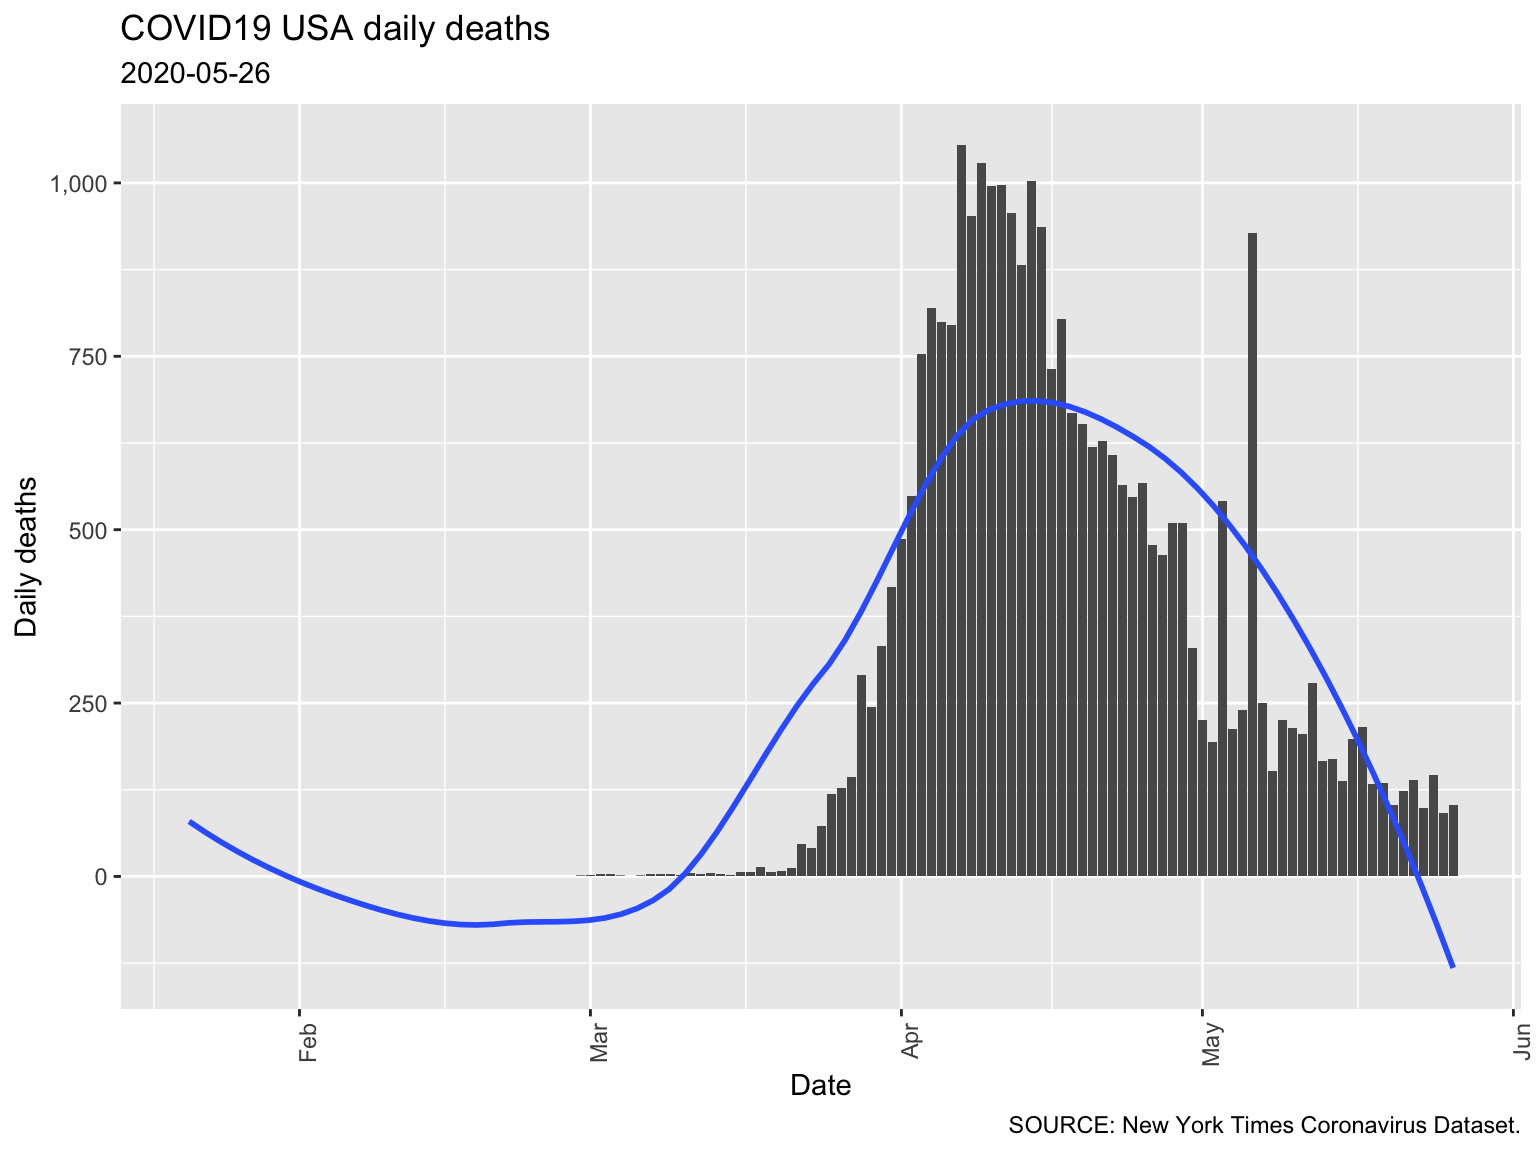 COVID19 USA daily deaths
2020-05-26
Daily deaths
1,000
750
500
250
0
Feb
Mar
Apr
May
Jun
Date
SOURCE: New York Times Coronavirus Dataset.